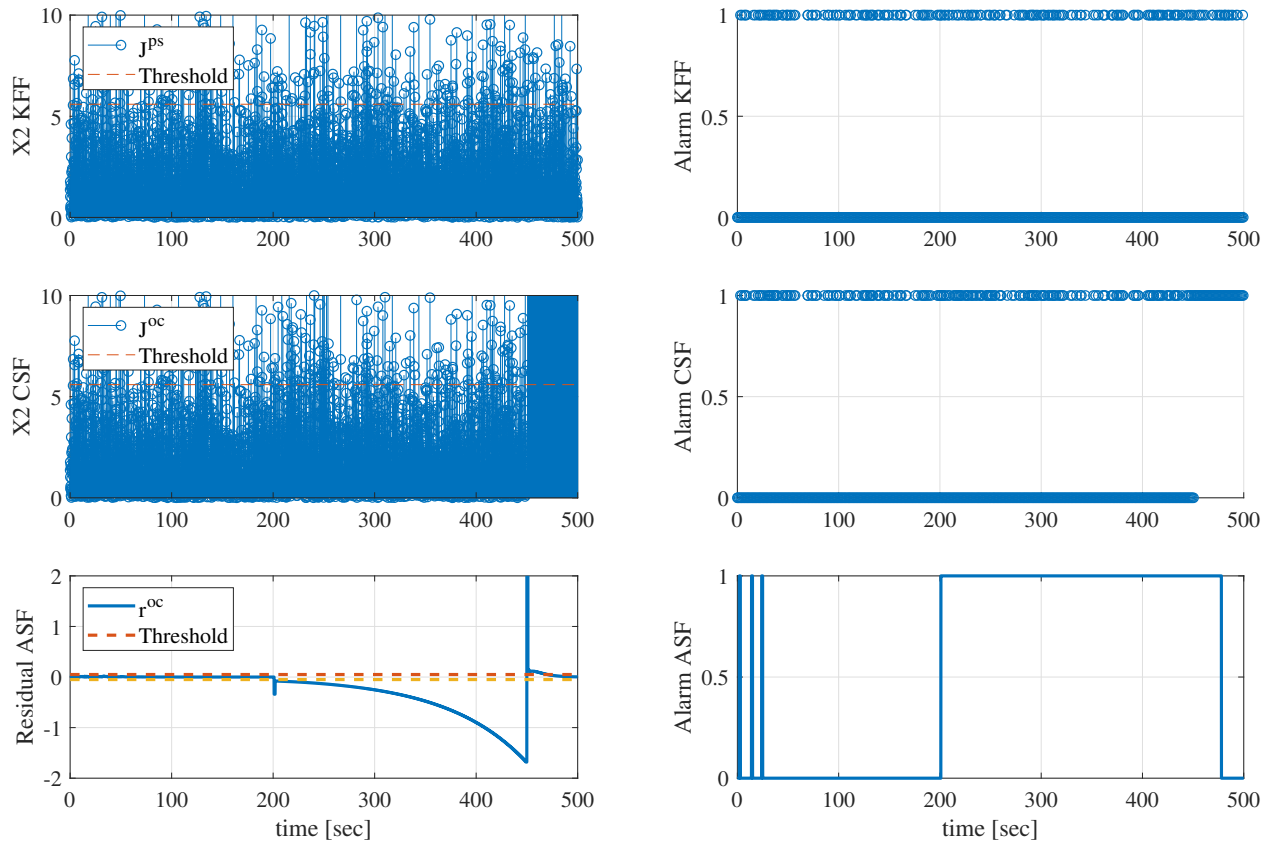 10
5
0
X2 KFF
J^ps
Threshold
0 100 200 300 400 500
1
0.5
0
Alarm KFF
0 100 200 300 400 500
10
5
0
X2 CSF
J^oc
Threshold
0 100 200 300 400 500
1
0.5
0
Alarm CSF
0 100 200 300 400 500
2
1
0
-1
-2
Residual ASF
r^oc
Threshold
0 100 200 300 400 500
time [sec]
1
0.5
0
Alarm ASF
0 100 200 300 400 500
time [sec]